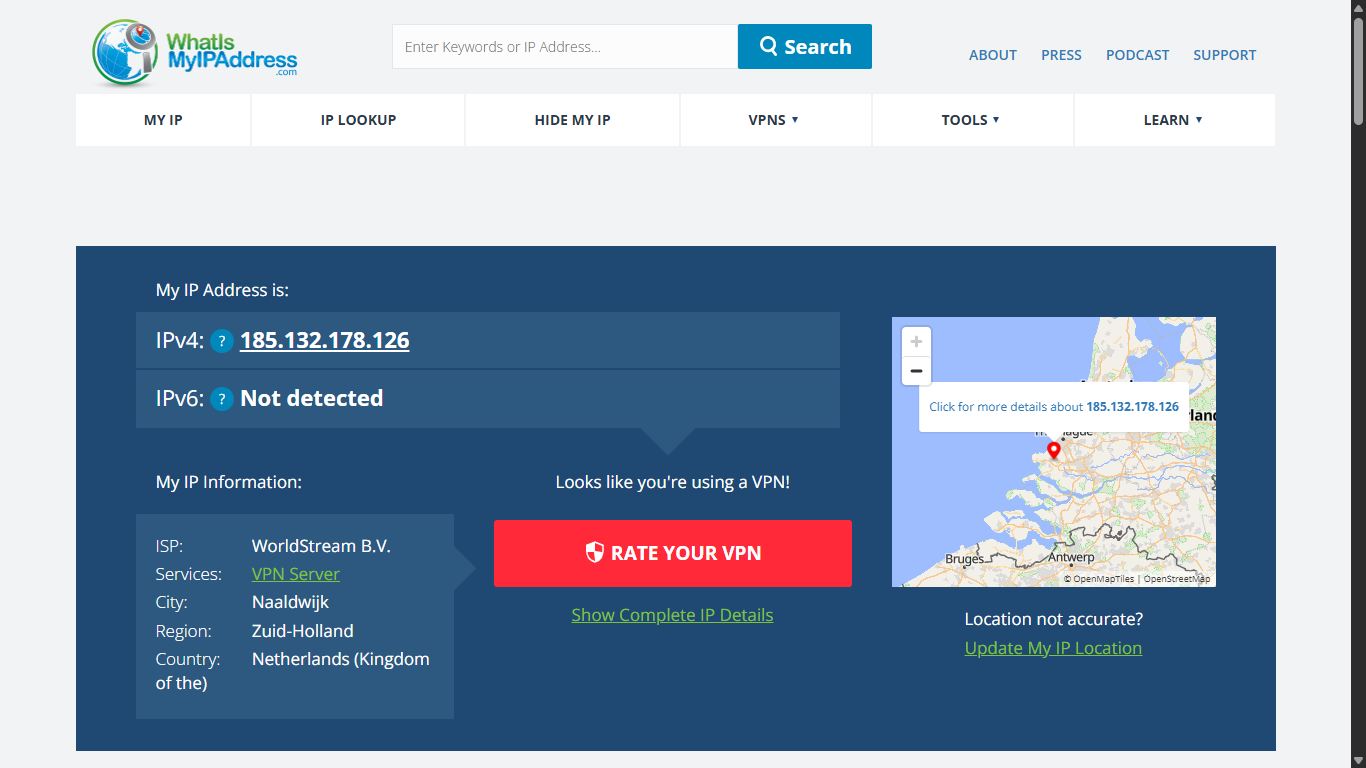 WhatIs
MyIPAddress
.com
Enter Keywords or IP Address...
Search
ABOUT PRESS PODCAST SUPPORT
MY IP IP LOOKUP HIDE MY IP VPNS ▼ TOOLS ▼ LEARN ▼
My IP Address is:
IPv4: ? 185.132.178.126
IPv6: ? Not detected
My IP Information:
ISP: WorldStream B.V.
Services: VPN Server
City: Naaldwijk
Region: Zuid-Holland
Country: Netherlands (Kingdom
of the)
Looks like you're using a VPN!
RATE YOUR VPN
Show Complete IP Details
+
−
Click for more details about 185.132.178.126
Bruges
Antwerp
© OpenMapTiles | OpenStreetMap
Location not accurate?
Update My IP Location